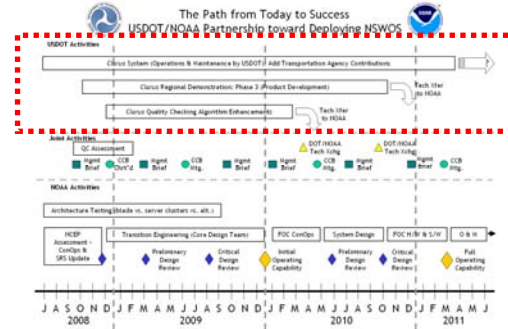 The Path from Today to Success
USDOT/NOAA Partnership toward Deploying NSWOS
USDOT Activities
Clarus System (Operations & Maintenance by USDOT)/ Add Transportation Agency Contributions
?
Clarus Regional Demonstration: Phase 3 (Product Development)
Tech Xfer
to NOAA
Clarus Quality Checking Algorithm Enhancements
Tech Xfer
to NOAA
Joint Activities
QC Assessment
DOT/NOAA
Tech Xchg
DOT/NOAA
Tech Xchg.
Mgmt
Brief
CCB
Chrt'd
Mgmt
Brief
CCB
Mtg.
Mgmt
Brief
CCB
Mtg.
Mgmt
Brief
Mgmt
Brief
CCB
Mtg.
NOAA Activities
Architecture Testing (blade vs. server clusters vs. alt.)
HCEP
Assessment -
ConOps &
SRS Update
Transition Engineering (Core Design Team)
FOC ConOps
System Design
FOC H/W & S/W
O & M
Preliminary
Design
Review
Critical
Design
Review
Initial
Operating
Capability
Preliminary
Design
Review
Critical
Design
Review
Full
Operating
Capability
J A S O N D J F M A M J J A S O N D J F M A M J J A S O N D J F M A M J
2008 2009 2010 2011